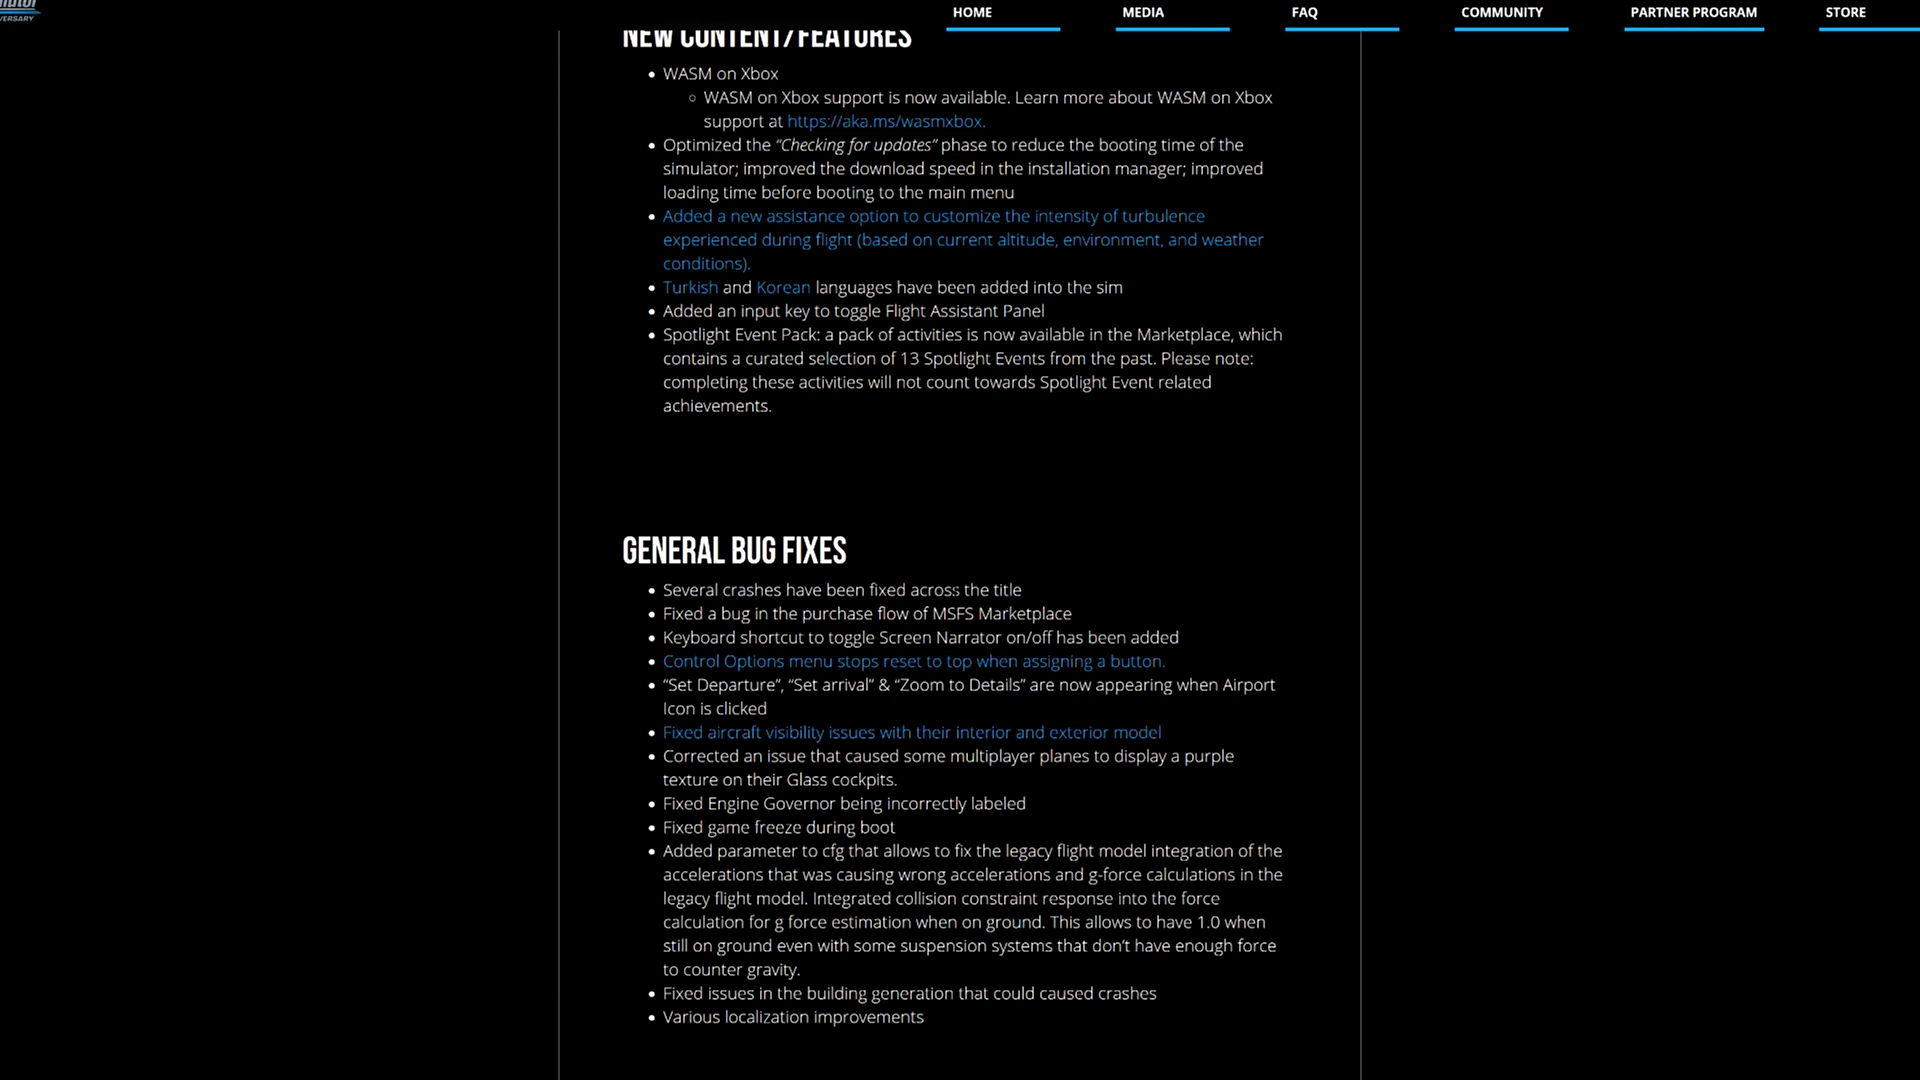 HOME MEDIA FAQ COMMUNITY PARTNER PROGRAM STORE
NEW CONTENT/FEATURES
WASM on Xbox
WASM on Xbox support is now available. Learn more about WASM on Xbox
support at https://aka.ms/wasmxbox.
Optimized the “Checking for updates” phase to reduce the booting time of the
simulator; improved the download speed in the installation manager; improved
loading time before booting to the main menu
Added a new assistance option to customize the intensity of turbulence
experienced during flight (based on current altitude, environment, and weather
conditions).
Turkish and Korean languages have been added into the sim
Added an input key to toggle Flight Assistant Panel
Spotlight Event Pack: a pack of activities is now available in the Marketplace, which
contains a curated selection of 13 Spotlight Events from the past. Please note:
completing these activities will not count towards Spotlight Event related
achievements.
GENERAL BUG FIXES
Several crashes have been fixed across the title
Fixed a bug in the purchase flow of MSFS Marketplace
Keyboard shortcut to toggle Screen Narrator on/off has been added
Control Options menu stops reset to top when assigning a button.
“Set Departure”, “Set arrival” & “Zoom to Details” are now appearing when Airport
Icon is clicked
Fixed aircraft visibility issues with their interior and exterior model
Corrected an issue that caused some multiplayer planes to display a purple
texture on their Glass cockpits.
Fixed Engine Governor being incorrectly labeled
Fixed game freeze during boot
Added parameter to cfg that allows to fix the legacy flight model integration of the
accelerations that was causing wrong accelerations and g-force calculations in the
legacy flight model. Integrated collision constraint response into the force
calculation for g force estimation when on ground. This allows to have 1.0 when
still on ground even with some suspension systems that don’t have enough force
to counter gravity.
Fixed issues in the building generation that could caused crashes
Various localization improvements